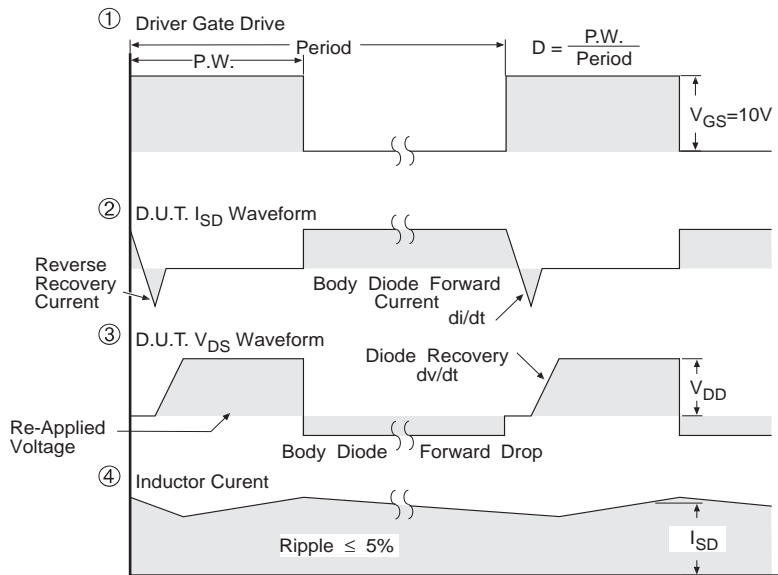 ① Driver Gate Drive
Period
P.W.
D = P.W.
Period
VGS=10V
② D.U.T. ISD Waveform
Reverse
Recovery
Current
Body Diode Forward
Current
di/dt
③ D.U.T. VDS Waveform
Diode Recovery
dv/dt
VDD
Re-Applied
Voltage
Body Diode Forward Drop
④ Inductor Curent
Ripple ≤ 5%
ISD